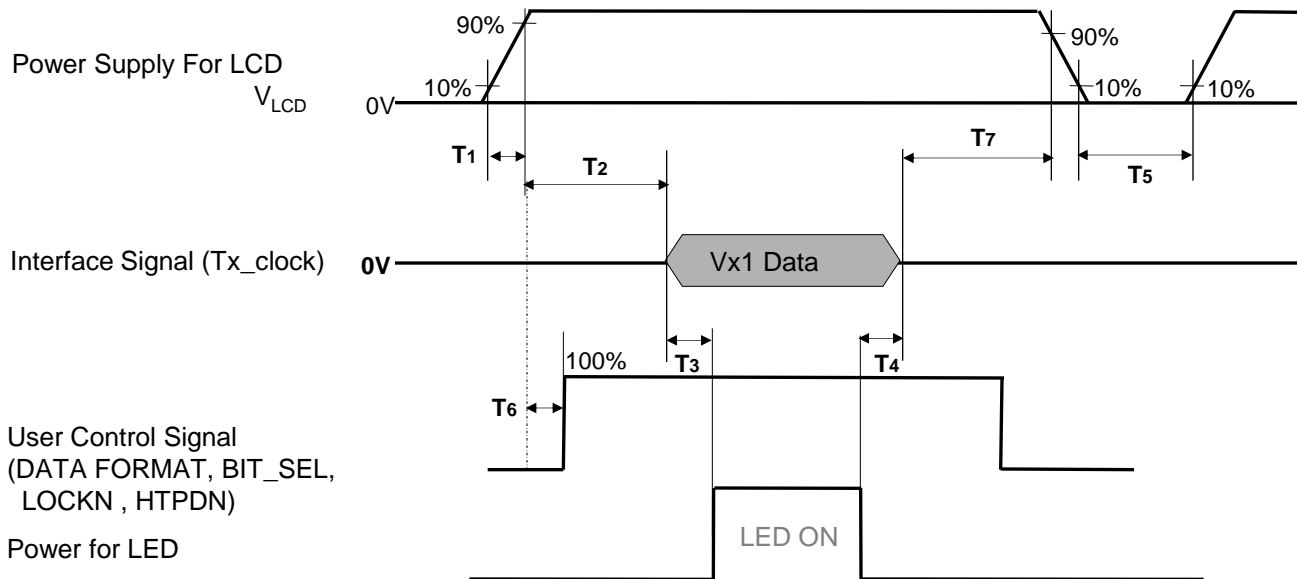 90%
90%
Power Supply For LCD
10%
10%
10%
VLCD
0V
T1
T2
T7
T5
Interface Signal (Tx_clock)
0V
Vx1 Data
100%
T3
T4
T6
User Control Signal
(DATA FORMAT, BIT_SEL,
LOCKN , HTPDN)
LED ON
Power for LED